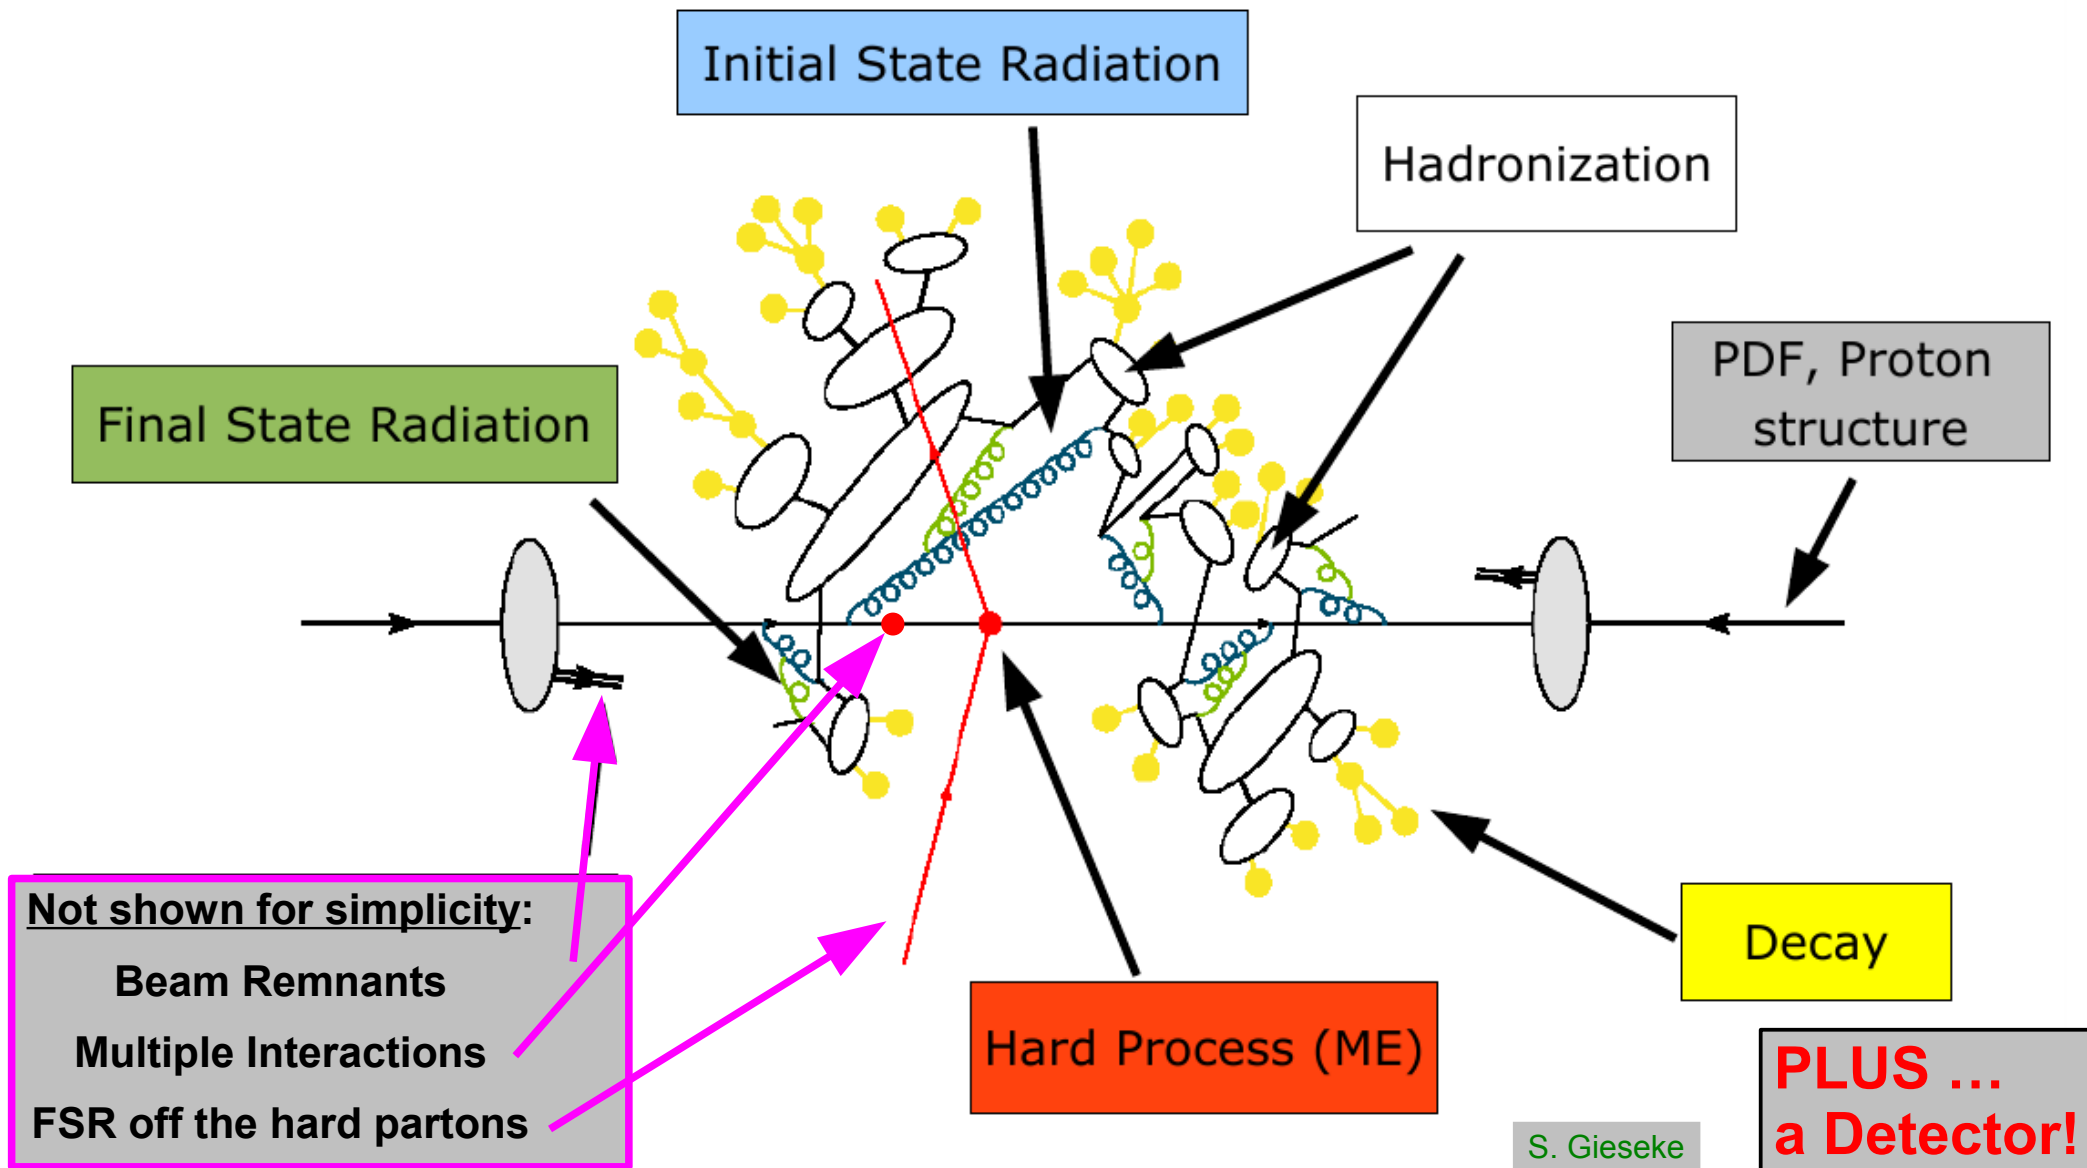 Initial State Radiation
Hadronization
PDF, Proton
structure
Final State Radiation
Not shown for simplicity:
Beam Remnants
Multiple Interactions
FSR off the hard partons
Hard Process (ME)
Decay
PLUS …
a Detector!
S. Gieseke